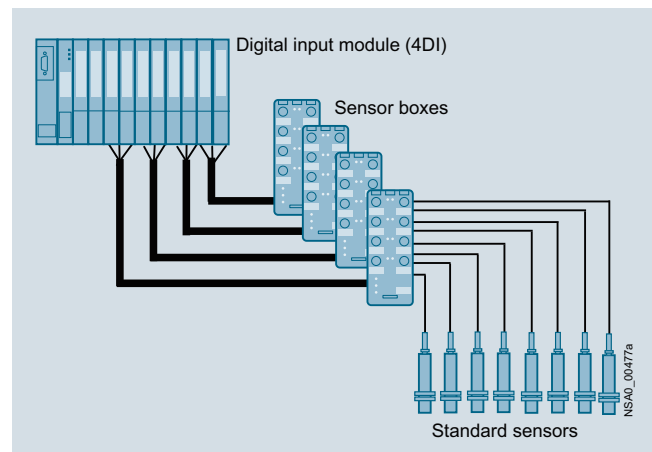 Digital input module (4DI)
Sensor boxes
Standard sensors
NSA0_00477a